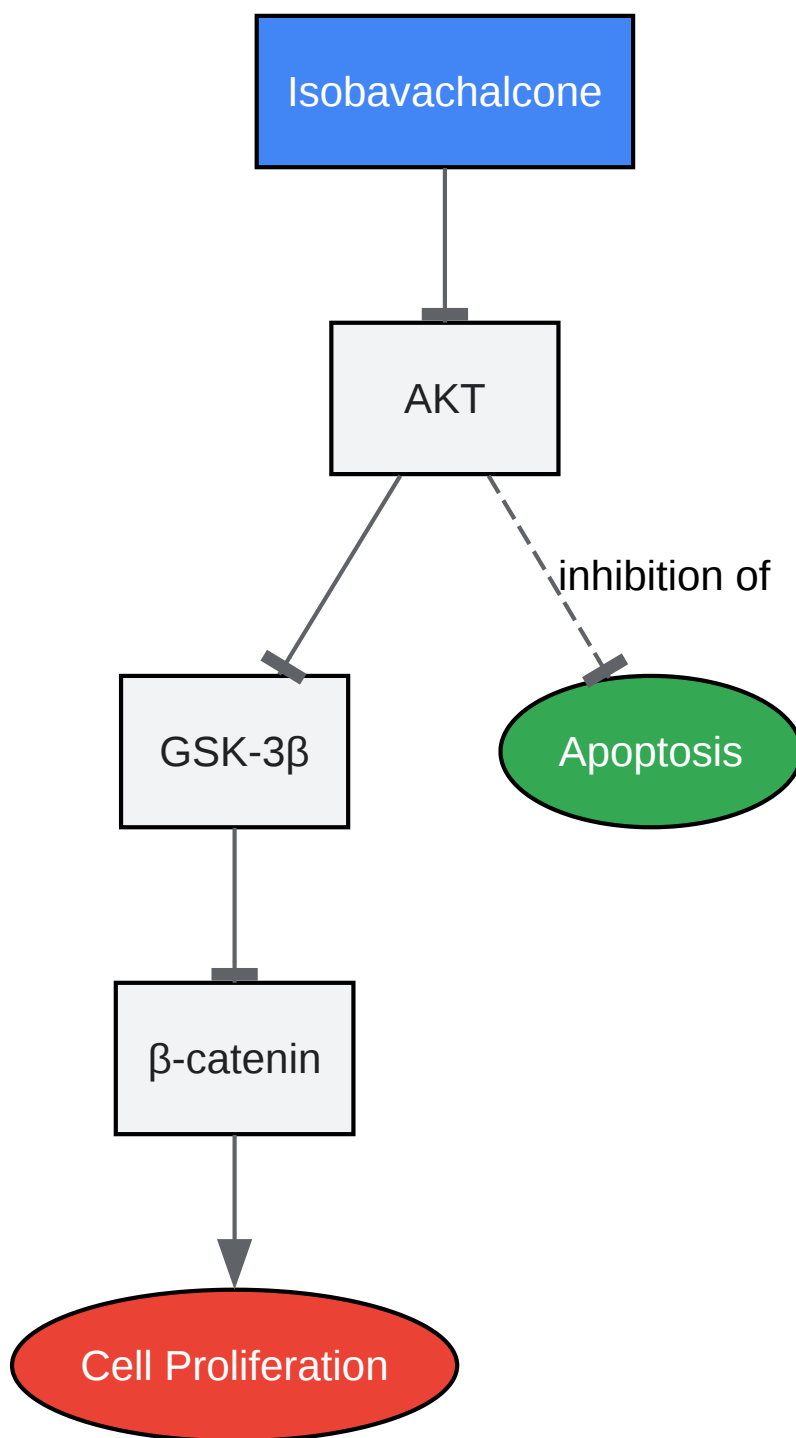 Isobavachalcone
AKT
inhibition of
GSK-3β
Apoptosis
β-catenin
Cell Proliferation